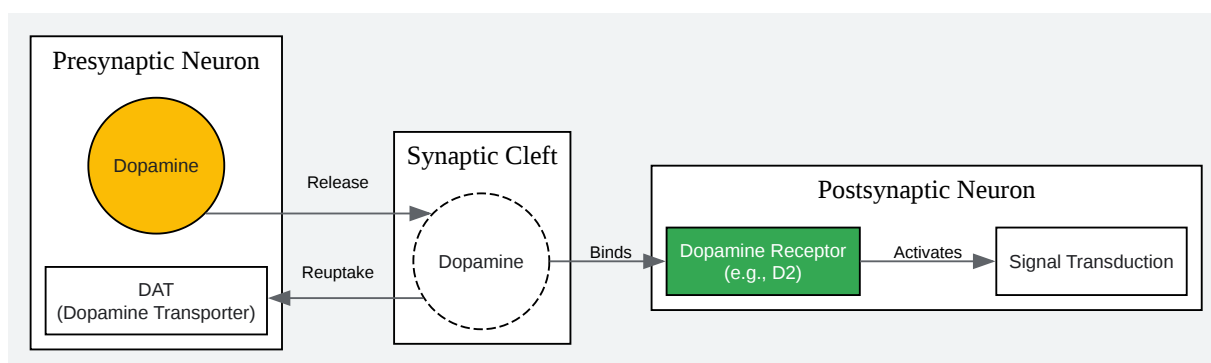 Presynaptic Neuron
Dopamine
Release
Reuptake
DAT
(Dopamine Transporter)
Synaptic Cleft
Dopamine
Binds
Postsynaptic Neuron
Dopamine Receptor
(e.g., D2)
Activates
Signal Transduction